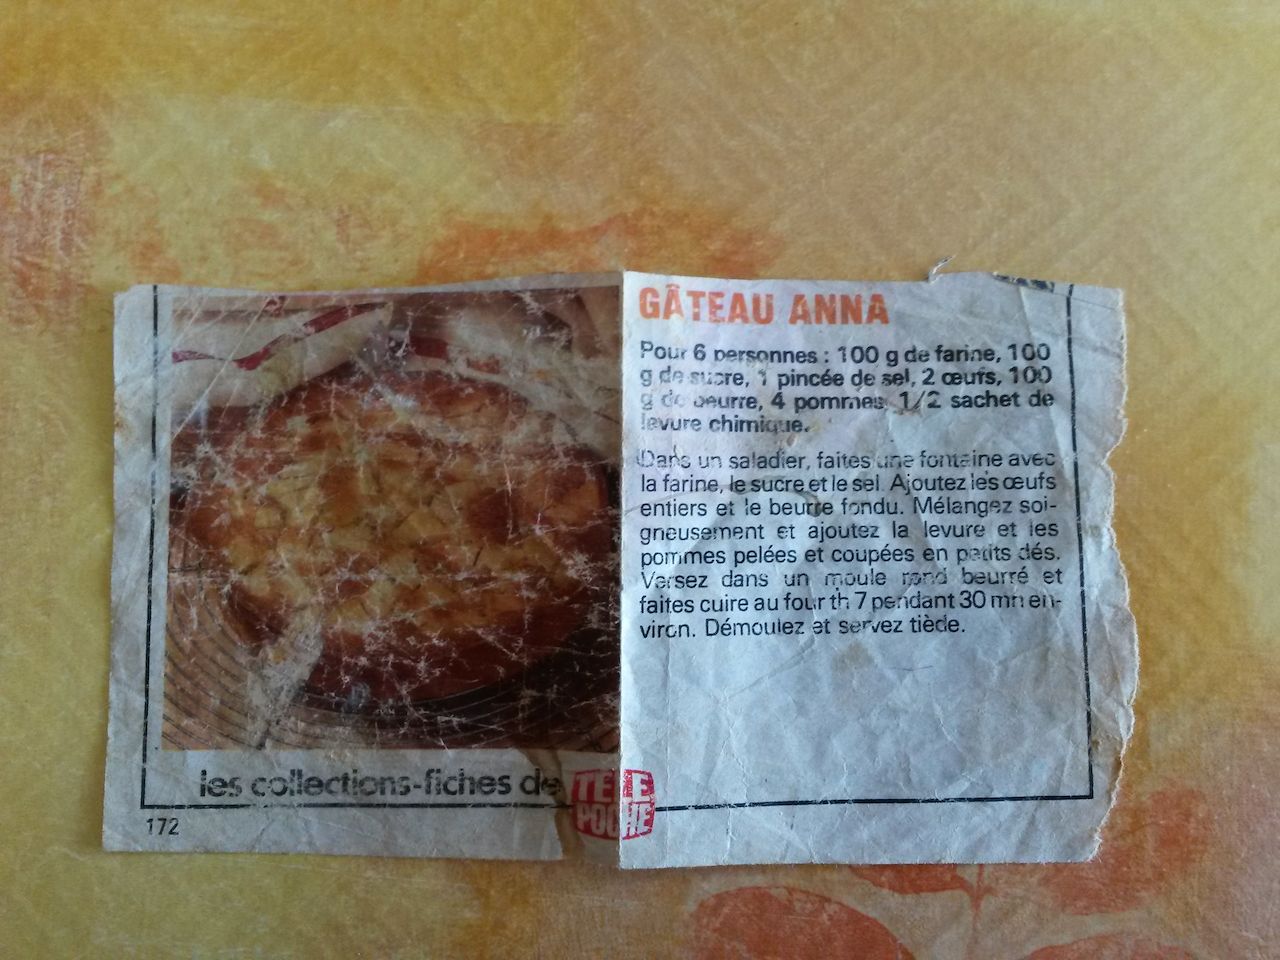 GÂTEAU ANNA
Pour 6 personnes : 100 g de farine, 100
g de sucre, 1 pincée de sel, 2 œufs, 100
g de beurre, 4 pommes, 1/2 sachet de
levure chimique.
Dans un saladier, faites une fontaine avec
la farine, le sucre et le sel. Ajoutez les œufs
entiers et le beurre fondu. Mélangez soi-
gneusement et ajoutez la levure et les
pommes pelées et coupées en petits dés.
Versez dans un moule rond beurré et
faites cuire au four th 7 pendant 30 mn en-
viron. Démoulez et servez tiède.
les collections-fiches de
TELE
POCHE
172